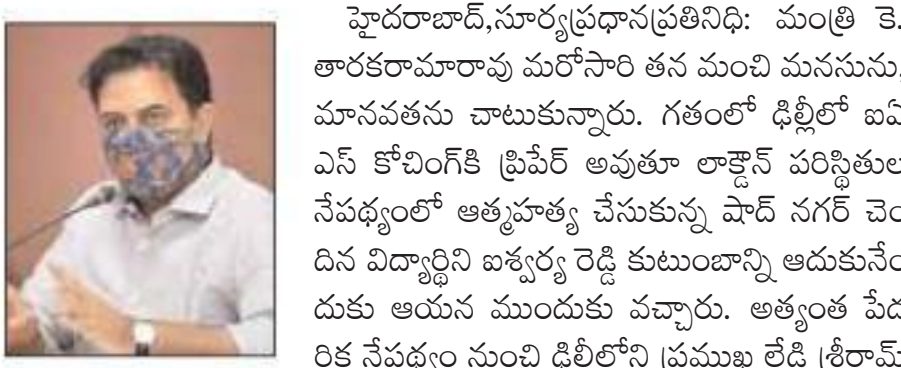 హైదరాబాద్,సూర్యప్రధానప్రతినిధి: మంత్రి కె.
తారకరామారావు మరోసారి తన మంచి మనసును,
మానవతను చాటుకున్నారు. గతంలో ఢిల్లీలో ఐఏ
ఎస్ కోచింగ్‌కి ప్రిపేర్ అవుతూ లాక్డౌన్ పరిస్థితుల
నేపథ్యంలో ఆత్మహత్య చేసుకున్న షాద్ నగర్ చెం
దిన విద్యార్థిని ఐశ్వర్య రెడ్డి కుటుంబాన్ని ఆదుకునేం
దుకు ఆయన ముందుకు వచ్చారు. అత్యంత పేద
రిక నేపథ్యం నుంచి ఢిల్లీలోని ప్రముఖ లేడి శ్రీరామ్